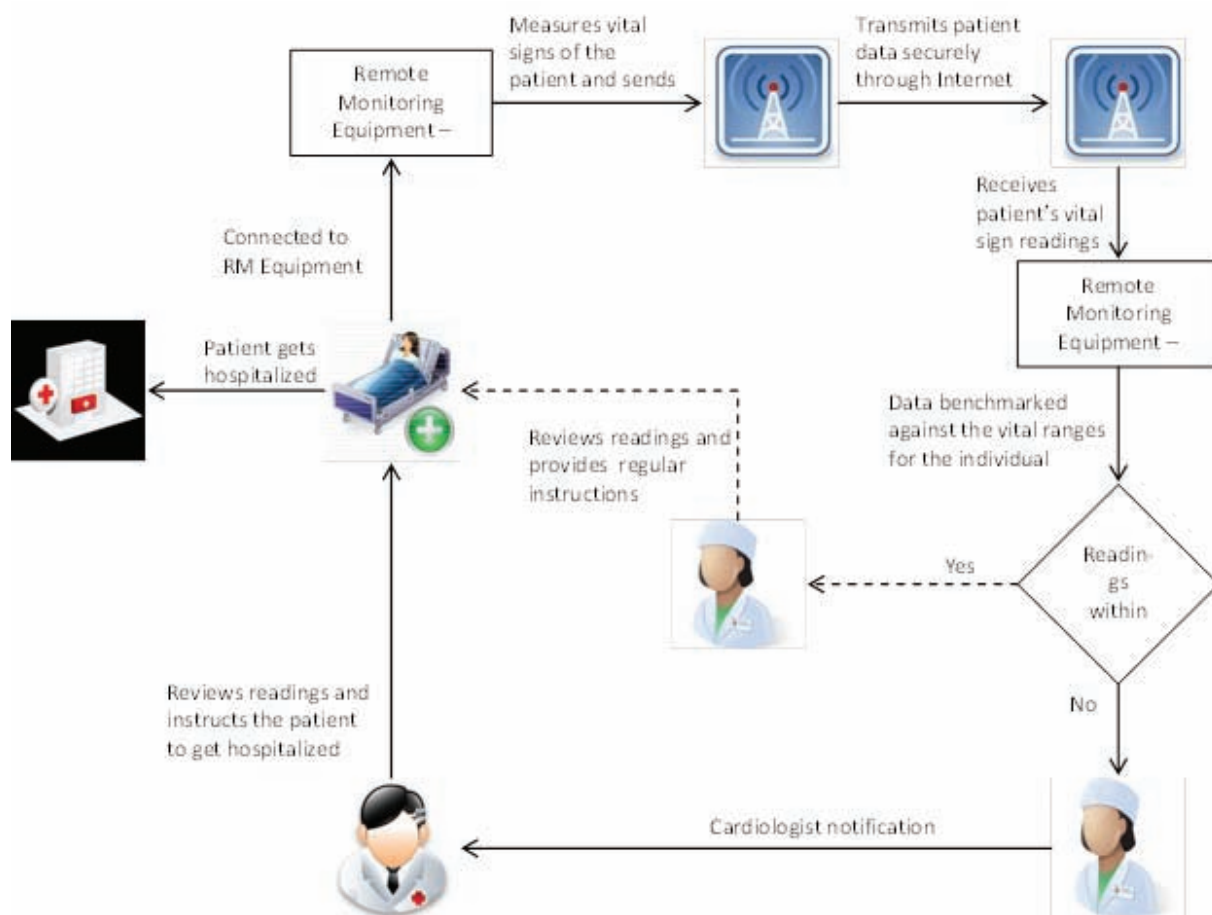 Measures vital
signs of the
patient and sends
Transmits patient
data securely
through Internet
Remote
Monitoring
Equipment –
Receives
patient's vital
sign readings
Connected to
RM Equipment
Remote
Monitoring
Equipment –
Patient gets
hospitalized
Data benchmarked
against the vital ranges
for the individual
Reviews readings and
provides regular
instructions
Yes
Readin-
gs
within
Reviews readings and
instructs the patient
to get hospitalized
No
Cardiologist notification